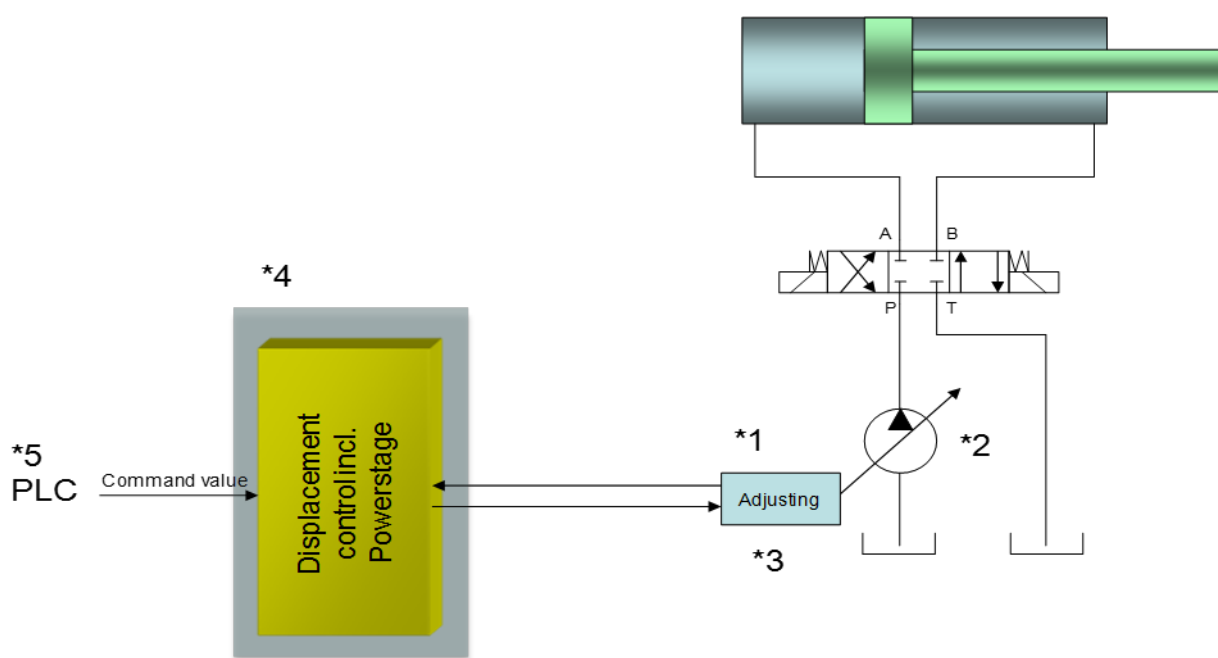 A B
P T
*4
Displacement
control incl.
Powerstage
*5
PLC
Command value
*1
*2
Adjusting
*3